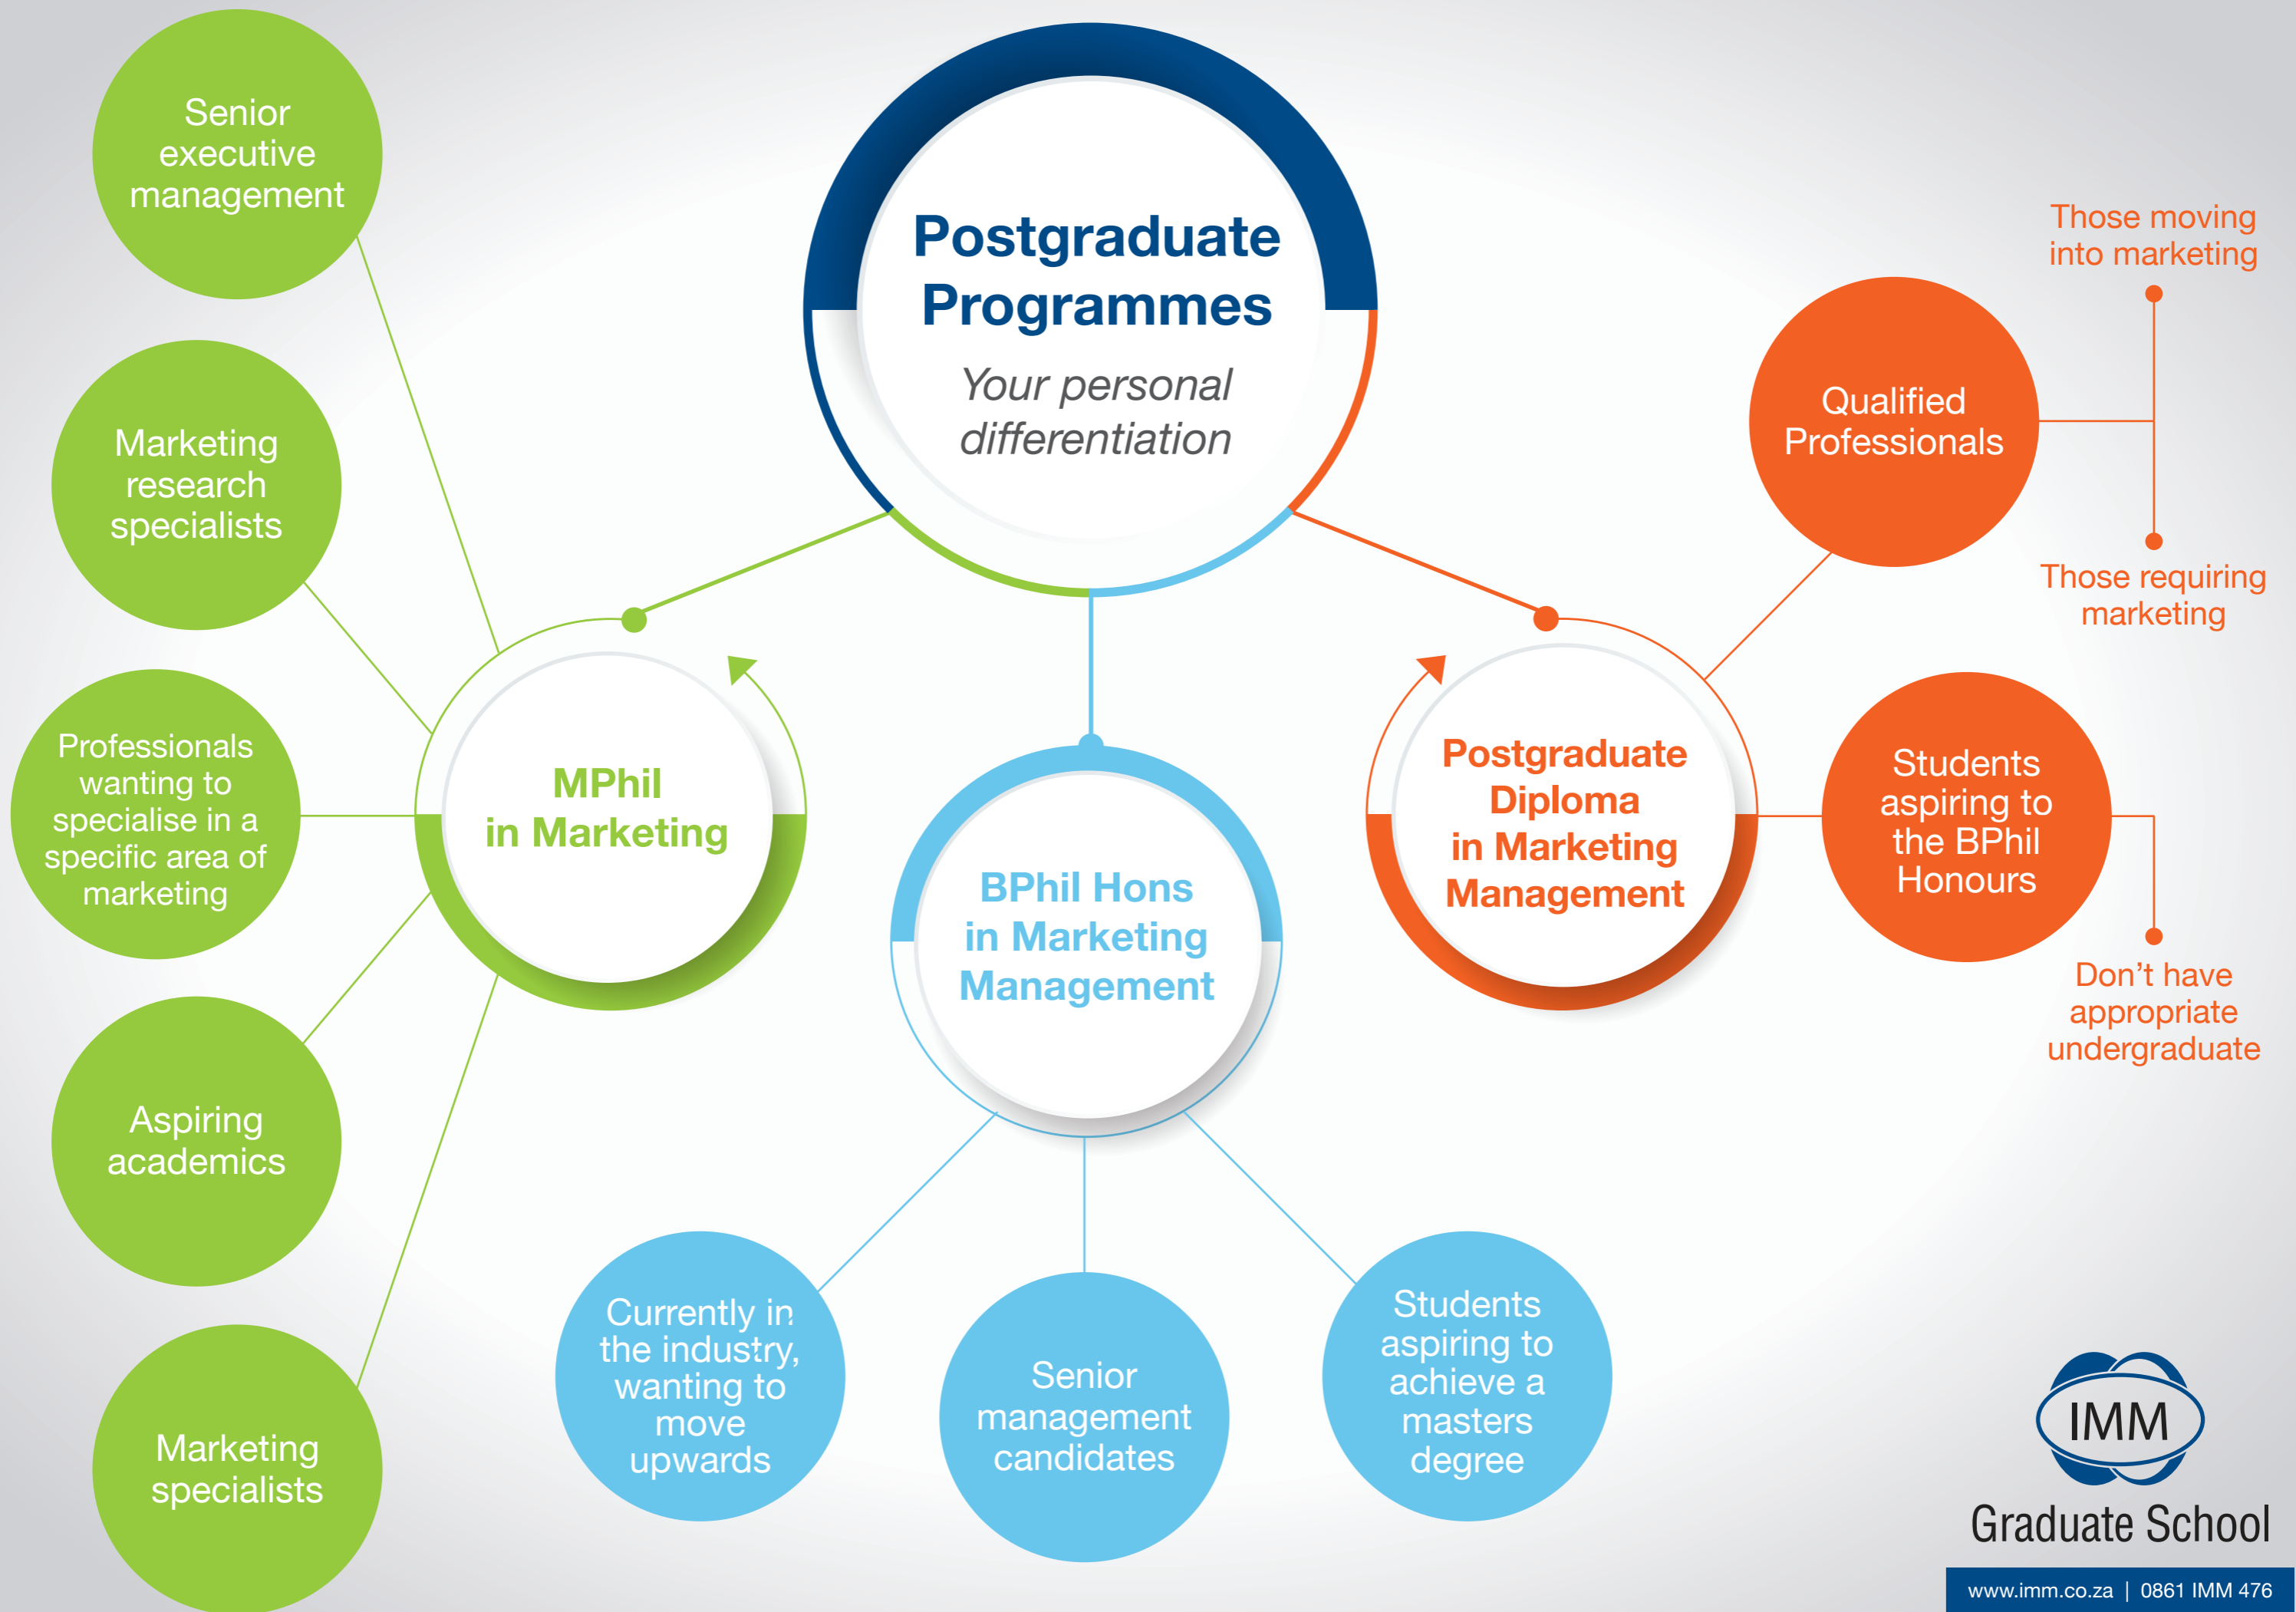 Postgraduate
Programmes
Your personal
differentiation
Senior
executive
management
Marketing
research
specialists
Professionals
wanting to
specialise in a
specific area of
marketing
Aspiring
academics
Marketing
specialists
MPhil
in Marketing
BPhil Hons
in Marketing
Management
Currently in
the industry,
wanting to
move
upwards
Senior
management
candidates
Students
aspiring to
achieve a
masters
degree
Postgraduate
Diploma
in Marketing
Management
Qualified
Professionals
Those moving
into marketing
Those requiring
marketing
Students
aspiring to
the BPhil
Honours
Don't have
appropriate
undergraduate
IMM
Graduate School
www.imm.co.za | 0861 IMM 476